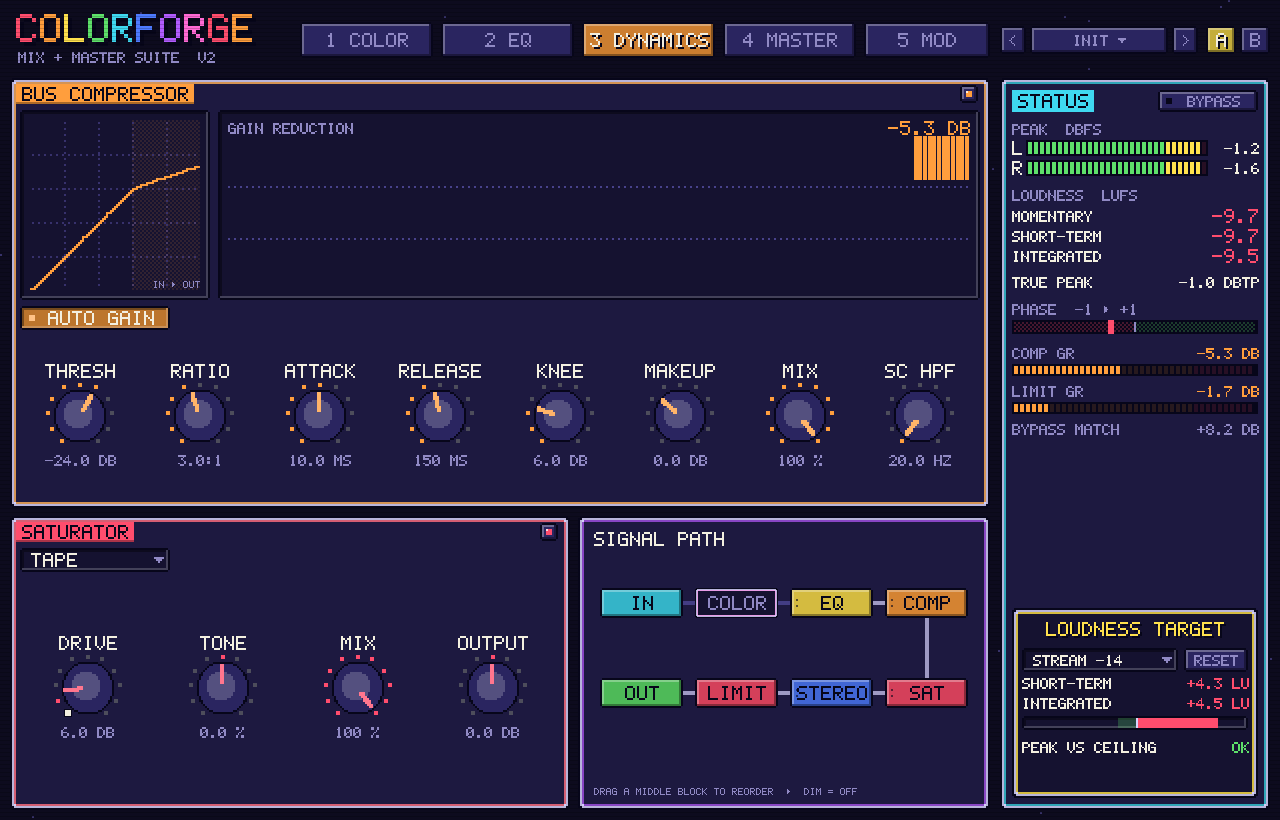 COLORFORGE
MIX + MASTER SUITE V2
1 COLOR
2 EQ
3 DYNAMICS
4 MASTER
5 MOD
< INIT > A B
BUS COMPRESSOR
GAIN REDUCTION
-5.3 DB
IN OUT
AUTO GAIN
THRESH RATIO ATTACK RELEASE KNEE MAKEUP MIX SC HPF
-24.0 DB 3.0:1 10.0 MS 150 MS 6.0 DB 0.0 DB 100 % 20.0 HZ
SATURATOR
TAPE
DRIVE TONE MIX OUTPUT
6.0 DB 0.0 % 100 % 0.0 DB
SIGNAL PATH
IN COLOR EQ COMP
OUT LIMIT STEREO SAT
DRAG A MIDDLE BLOCK TO REORDER DIM = OFF
STATUS
BYPASS
PEAK DBFS
L -1.2
R -1.6
LOUDNESS LUFS
MOMENTARY -9.7
SHORT-TERM -9.7
INTEGRATED -9.5
TRUE PEAK -1.0 DBTP
PHASE -1 +1
COMP GR -5.3 DB
LIMIT GR -1.7 DB
BYPASS MATCH +8.2 DB
LOUDNESS TARGET
STREAM -14 RESET
SHORT-TERM +4.3 LU
INTEGRATED +4.5 LU
PEAK VS CEILING OK